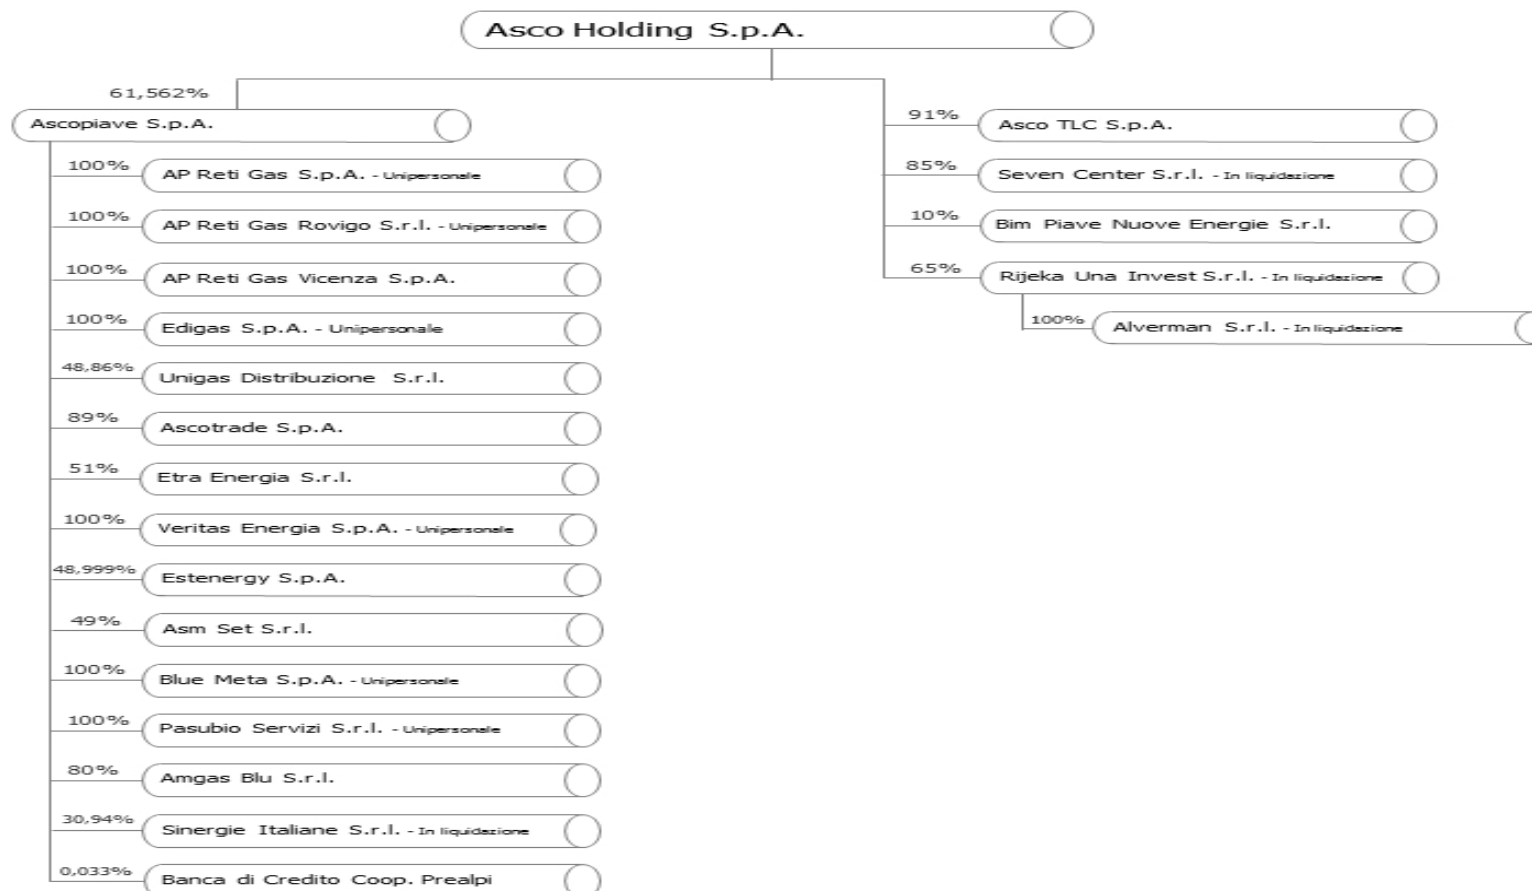 Asco Holding S.p.A.
61,562%
Ascopiave S.p.A.
100%
AP Reti Gas S.p.A. - Unipersonale
100%
AP Reti Gas Rovigo S.r.l. - Unipersonale
100%
AP Reti Gas Vicenza S.p.A.
100%
Edigas S.p.A. - Unipersonale
48,86%
Unigas Distribuzione S.r.l.
89%
Ascotrade S.p.A.
51%
Etra Energia S.r.l.
100%
Veritas Energia S.p.A. - Unipersonale
48,999%
Estenergy S.p.A.
49%
Asm Set S.r.l.
100%
Blue Meta S.p.A. - Unipersonale
100%
Pasubio Servizi S.r.l. - Unipersonale
80%
Amgas Blu S.r.l.
30,94%
Sinergie Italiane S.r.l. - In liquidazione
0,033%
Banca di Credito Coop. Prealpi
91%
Asco TLC S.p.A.
85%
Seven Center S.r.l. - In liquidazione
10%
Bim Piave Nuove Energie S.r.l.
65%
Rijeka Una Invest S.r.l. - In liquidazione
100%
Alverman S.r.l. - In liquidazione